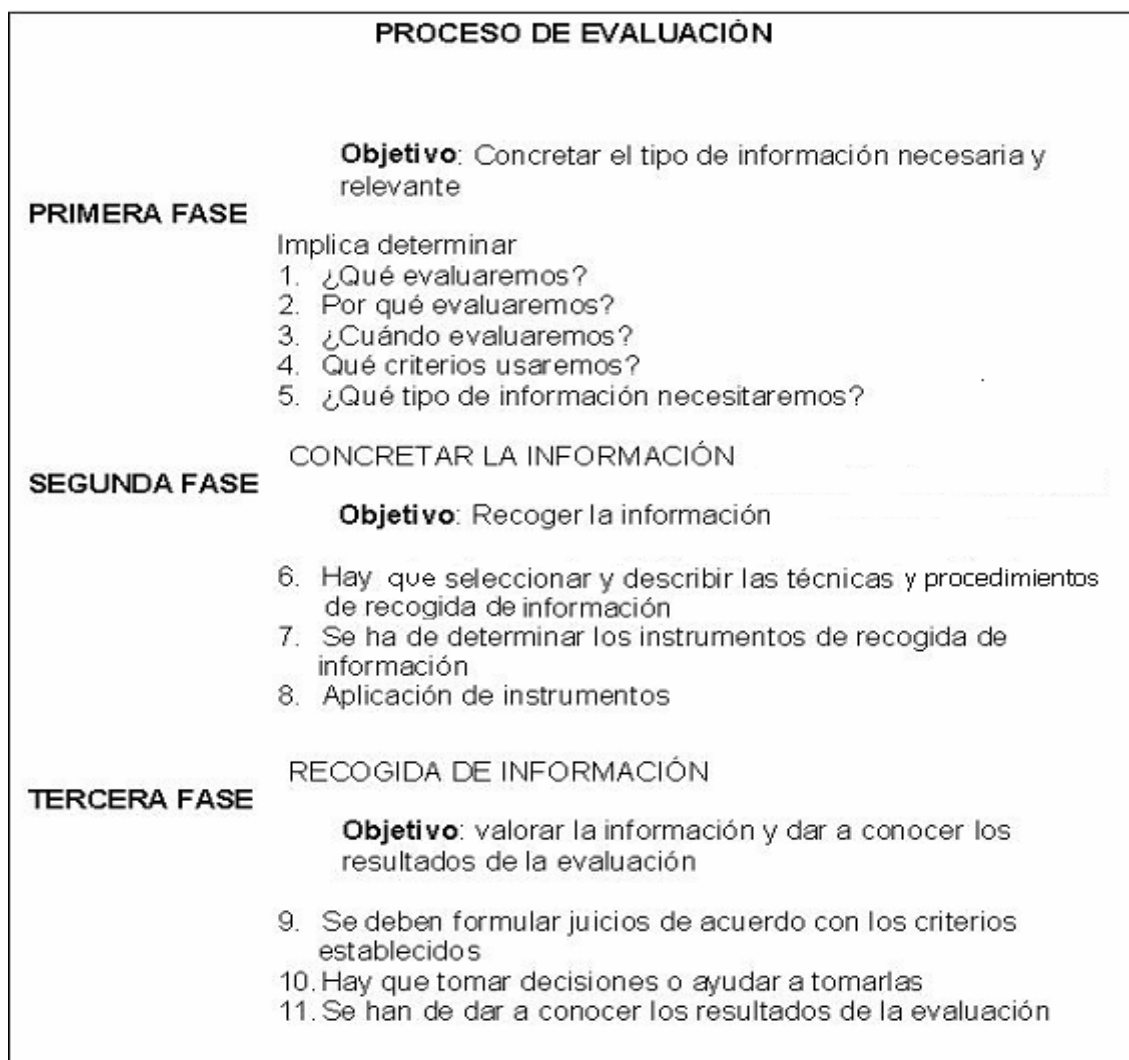 PROCESO DE EVALUACIÓN
Objetivo: Concretar el tipo de información necesaria y
relevante
PRIMERA FASE
Implica determinar
1. ¿Qué evaluaremos?
2. Por qué evaluaremos?
3. ¿Cuándo evaluaremos?
4. Qué criterios usaremos?
5. ¿Qué tipo de información necesitaremos?
CONCRETAR LA INFORMACIÓN
SEGUNDA FASE
Objetivo: Recoger la información
6. Hay que seleccionar y describir las técnicas y procedimientos
de recogida de información
7. Se ha de determinar los instrumentos de recogida de
información
8. Aplicación de instrumentos
RECOGIDA DE INFORMACIÓN
TERCERA FASE
Objetivo: valorar la información y dar a conocer los
resultados de la evaluación
9. Se deben formular juicios de acuerdo con los criterios
establecidos
10. Hay que tomar decisiones o ayudar a tomarlas
11. Se han de dar a conocer los resultados de la evaluación